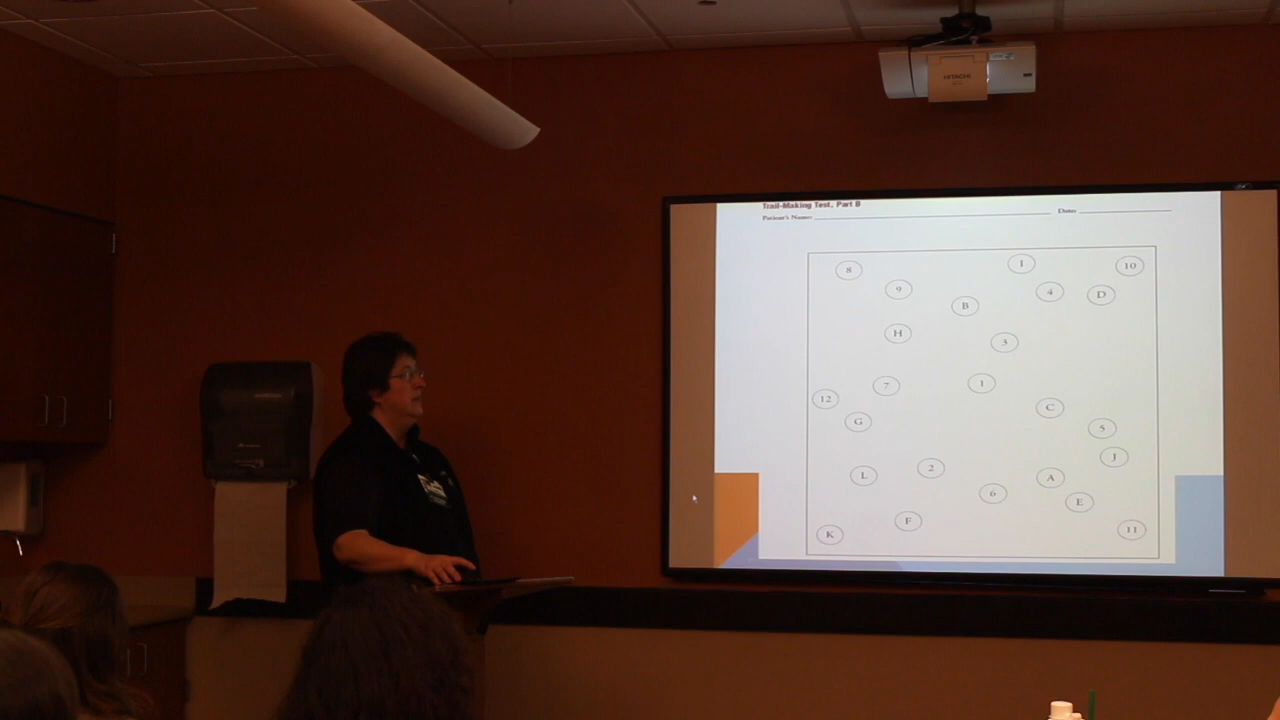 HITACHI
Trail-Making Test, Part B
Patient's Name: Date:
8 I 10
9 4 D
B
H 3
7 1
12 C
G 5
J
L 2 A
6 E
F
K 11